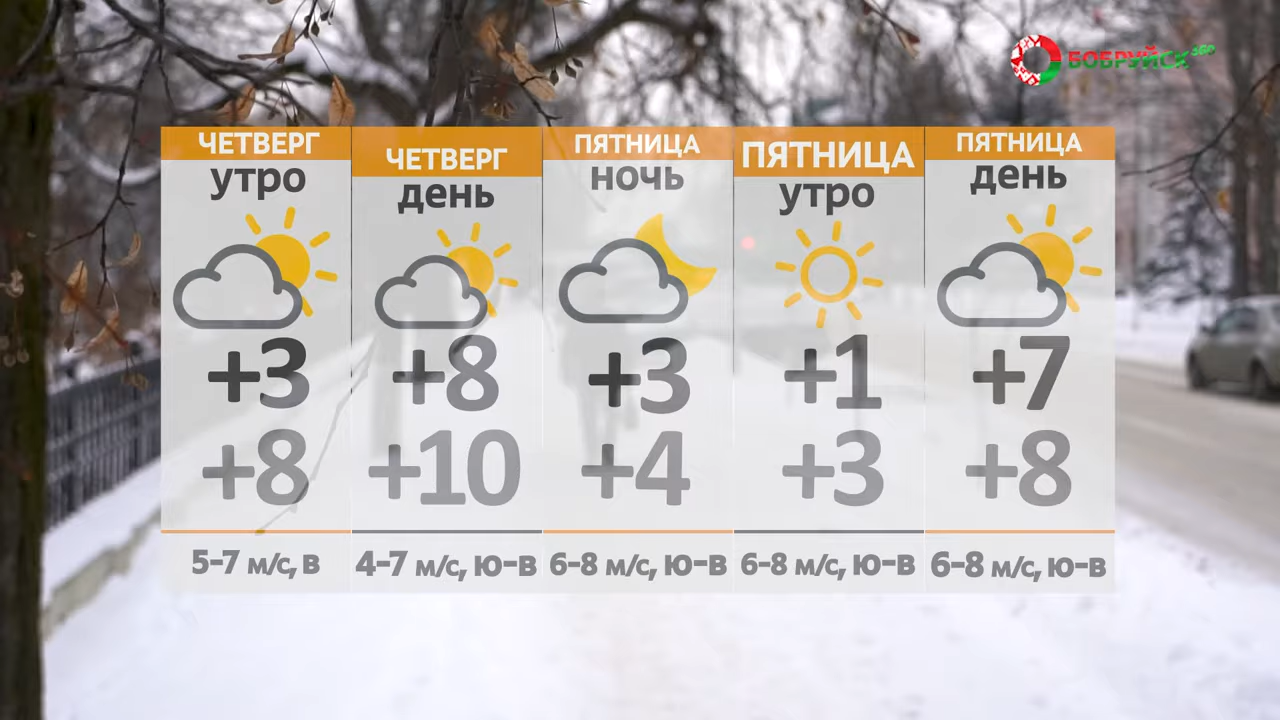 БОБРУЙСК 360
ЧЕТВЕРГ
утро
+3
+8
5-7 м/с, в
ЧЕТВЕРГ
день
+8
+10
4-7 м/с, ю-в
ПЯТНИЦА
ночь
+3
+4
6-8 м/с, ю-в
ПЯТНИЦА
утро
+1
+3
6-8 м/с, ю-в
ПЯТНИЦА
день
+7
+8
6-8 м/с, ю-в